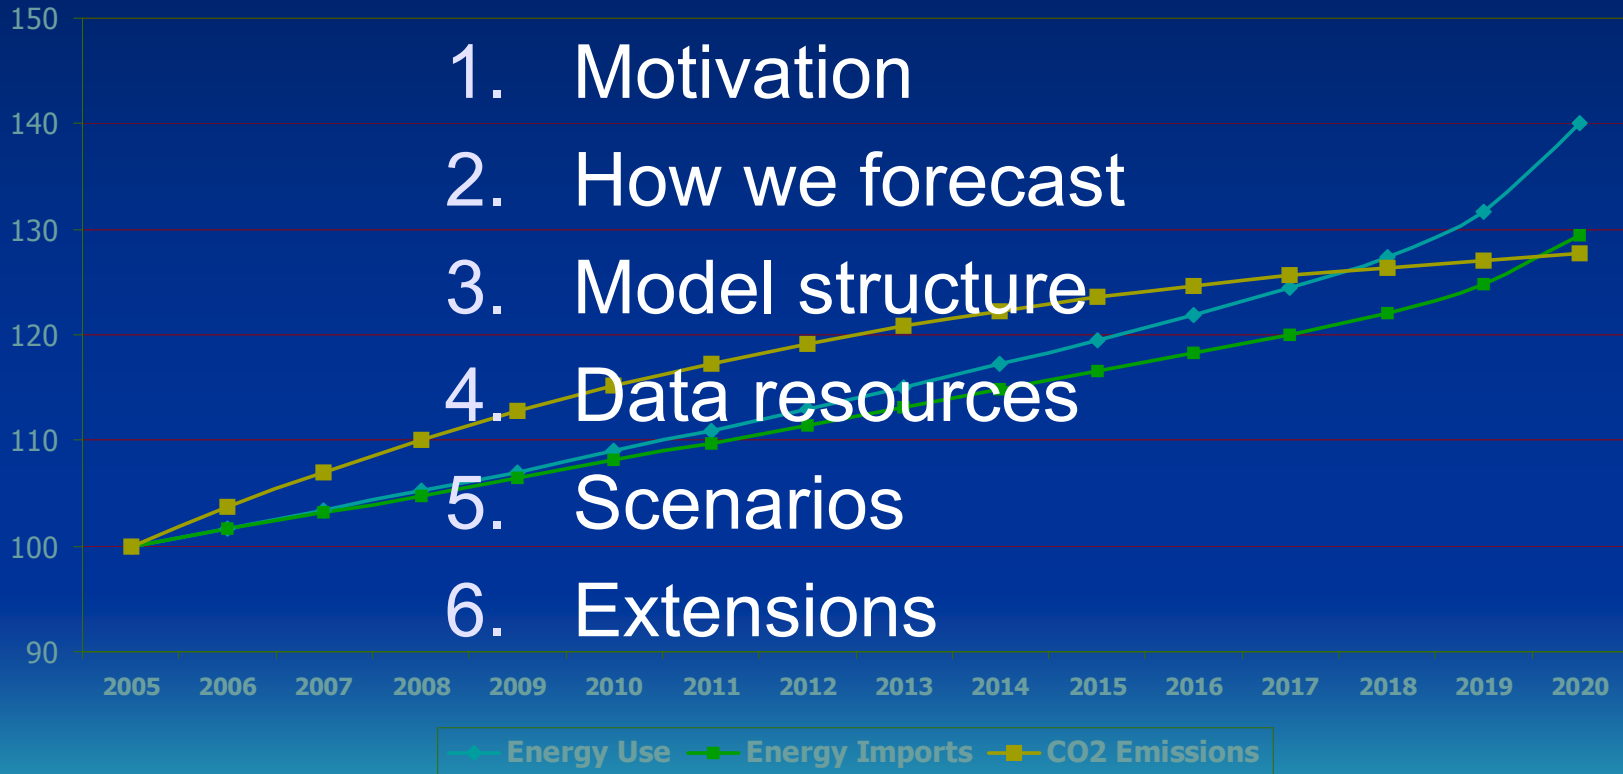 150
1. Motivation
140
2. How we forecast
130
3. Model structure
120
4. Data resources
110
5. Scenarios
100
6. Extensions
90
2005 2006 2007 2008 2009 2010 2011 2012 2013 2014 2015 2016 2017 2018 2019 2020
Energy Use Energy Imports CO2 Emissions